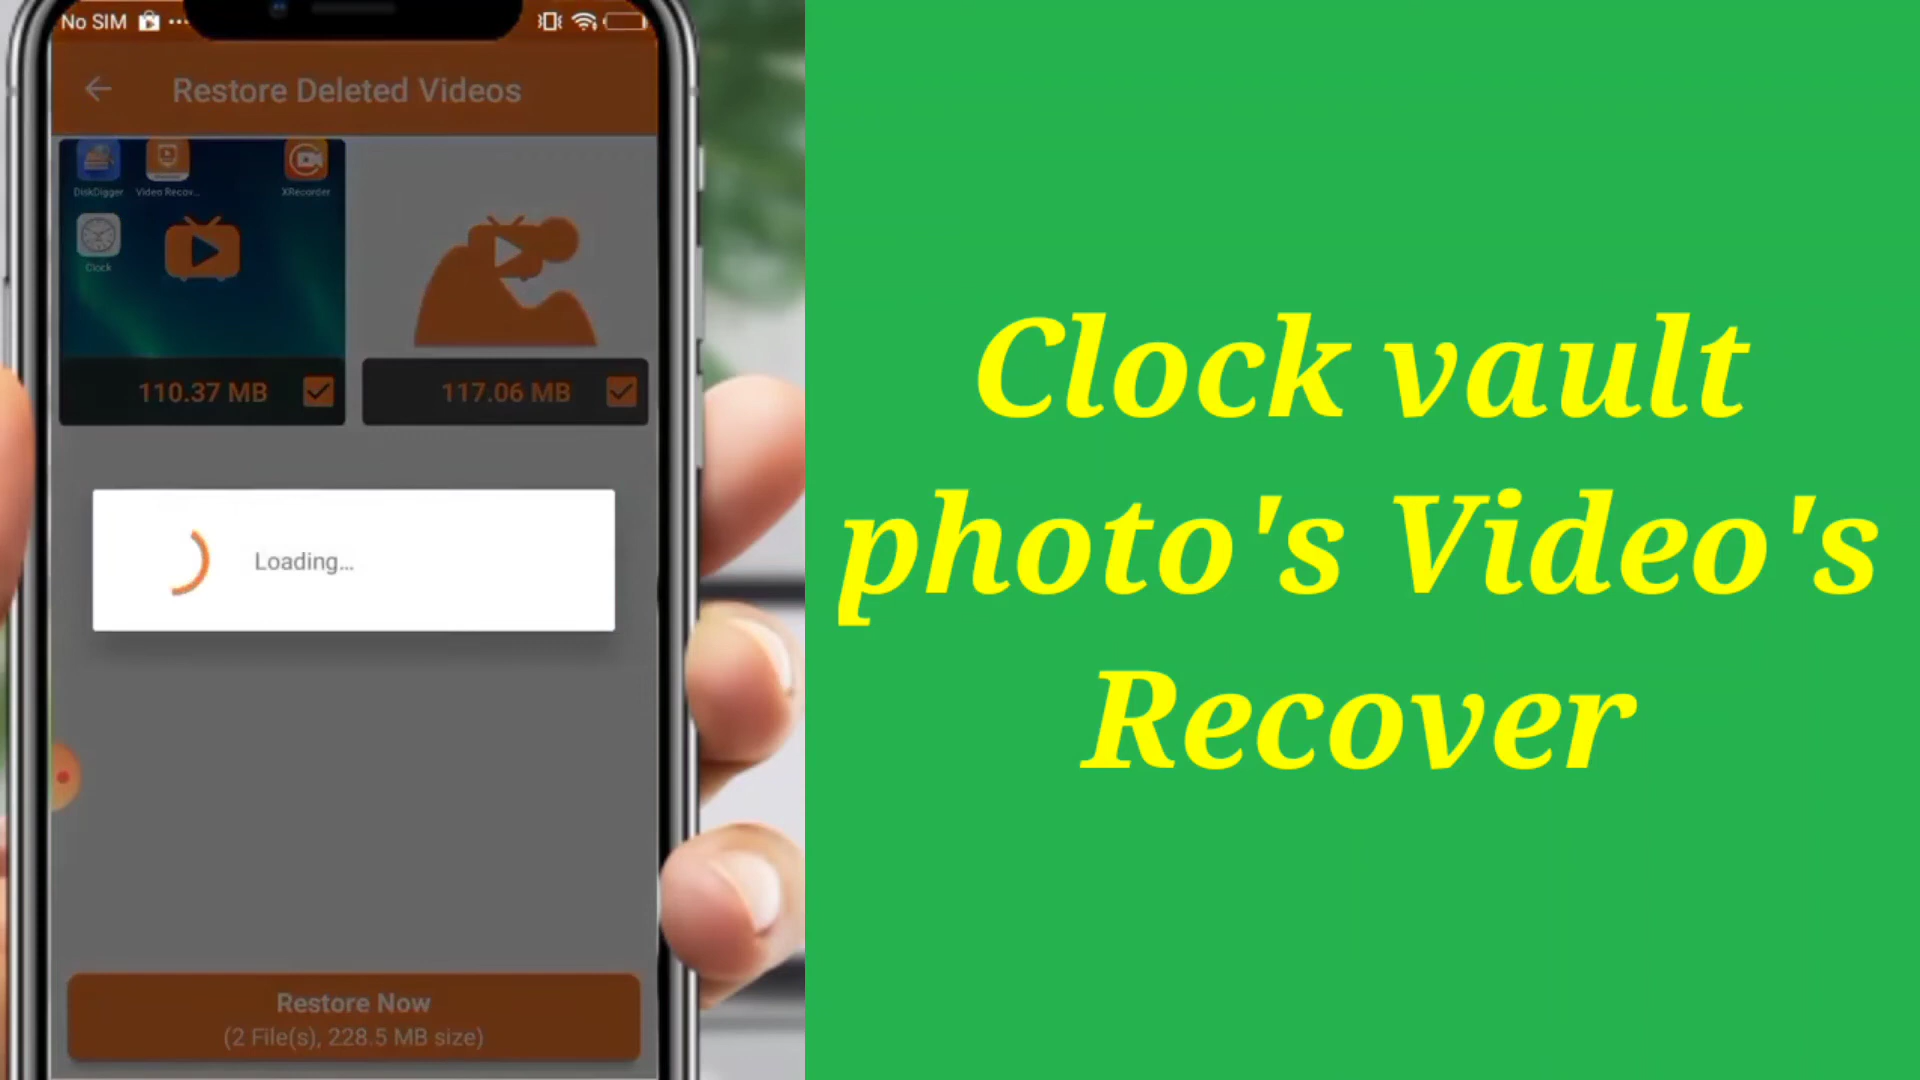 No SIM
Restore Deleted Videos
DiskDigger Video Recov... XRecorder
Clock
110.37 MB 117.06 MB
Loading...
Restore Now
(2 File(s), 228.5 MB size)
Clock vault
photo's Video's
Recover